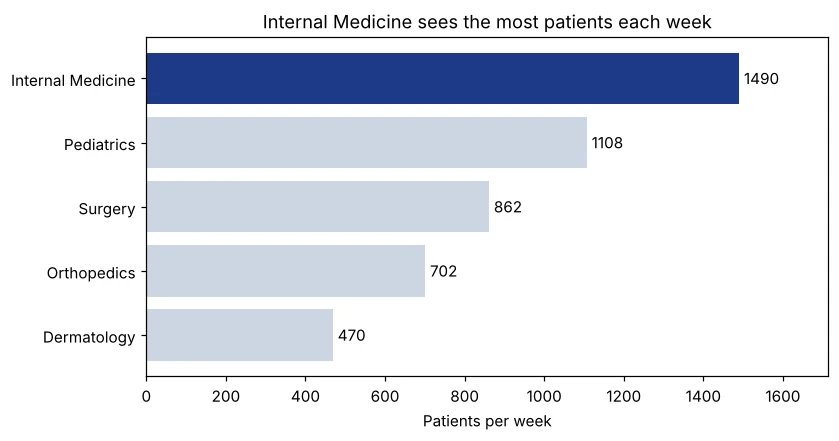 Internal Medicine sees the most patients each week
Internal Medicine 1490
Pediatrics 1108
Surgery 862
Orthopedics 702
Dermatology 470
0 200 400 600 800 1000 1200 1400 1600
Patients per week